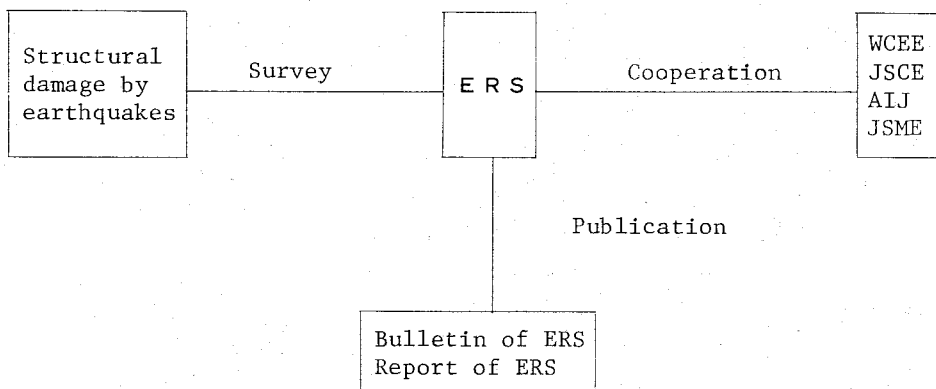 Structural
damage by
earthquakes
Survey
E R S
Cooperation
WCEE
JSCE
AIJ
JSME
Publication
Bulletin of ERS
Report of ERS